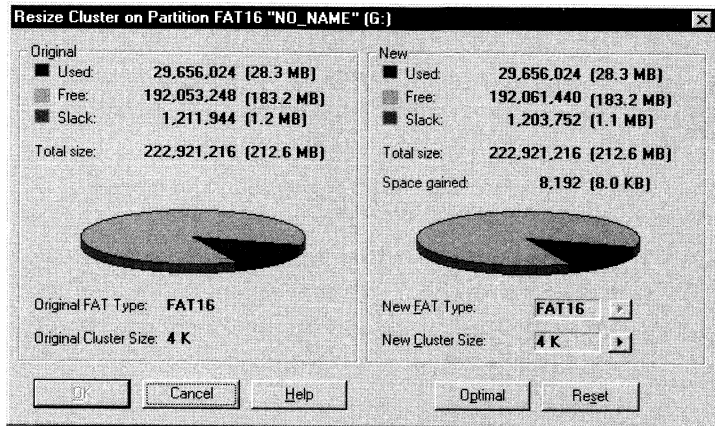 Resize Cluster on Partition FAT16 "NO_NAME" (G:)
Original
Used: 29,656,024 (28.3 MB)
Free: 192,053,248 (183.2 MB)
Slack: 1,211,944 (1.2 MB)
Total size: 222,921,216 (212.6 MB)
Original FAT Type: FAT16
Original Cluster Size: 4 K
New
Used: 29,656,024 (28.3 MB)
Free: 192,061,440 (183.2 MB)
Slack: 1,203,752 (1.1 MB)
Total size: 222,921,216 (212.6 MB)
Space gained: 8,192 (8.0 KB)
New FAT Type: FAT16
New Cluster Size: 4 K
OK Cancel Help Optimal Reset